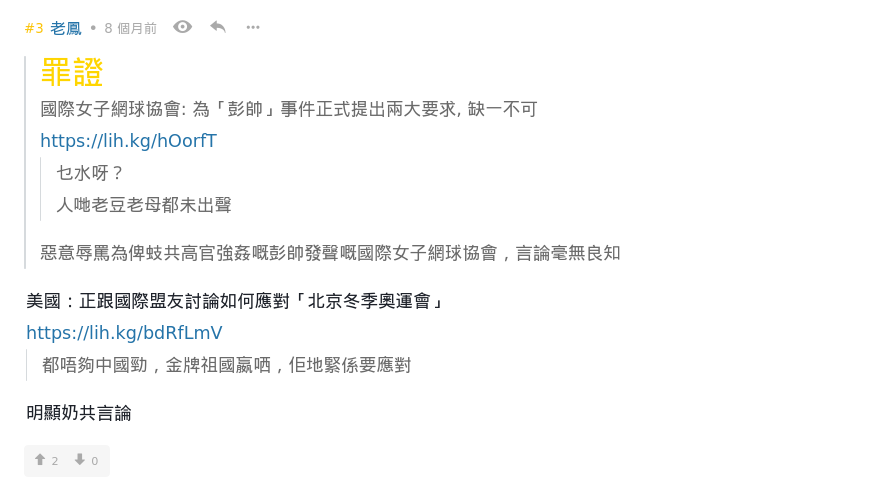 #3 老鳳 • 8 個月前
罪證
國際女子網球協會: 為「彭帥」事件正式提出兩大要求, 缺一不可
https://lih.kg/hOorfT
乜水呀？
人哋老豆老母都未出聲
惡意辱罵為俾蚑共高官強姦嘅彭帥發聲嘅國際女子網球協會，言論毫無良知
美國：正跟國際盟友討論如何應對「北京冬季奧運會」
https://lih.kg/bdRfLmV
都唔夠中國勁，金牌祖國贏哂，佢地緊係要應對
明顯奶共言論
2 0